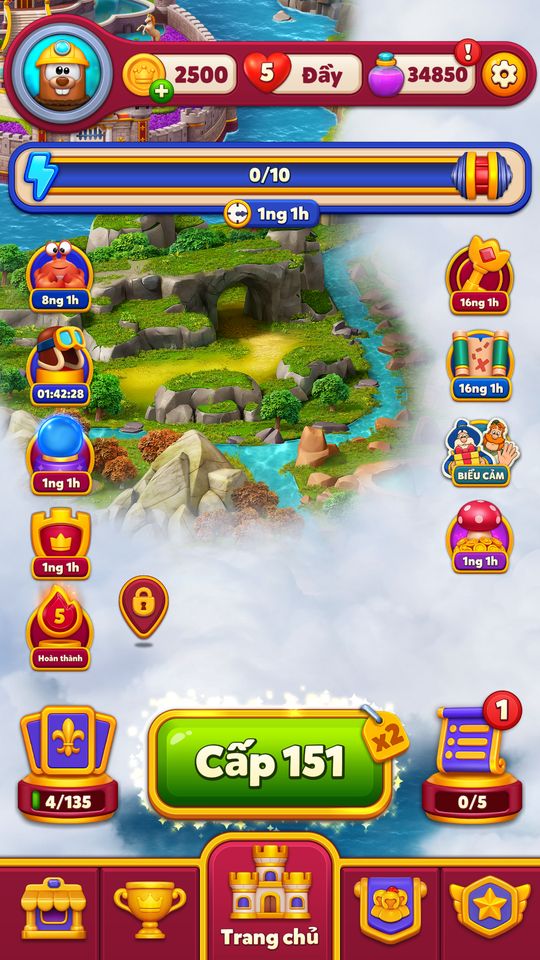 2500
5
Đầy
34850
!
0/10
1ng 1h
8ng 1h
16ng 1h
01:42:28
16ng 1h
1ng 1h
BIỂU CẢM
1ng 1h
1ng 1h
5
Hoàn thành
4/135
Cấp 151
x2
1
0/5
Trang chủ